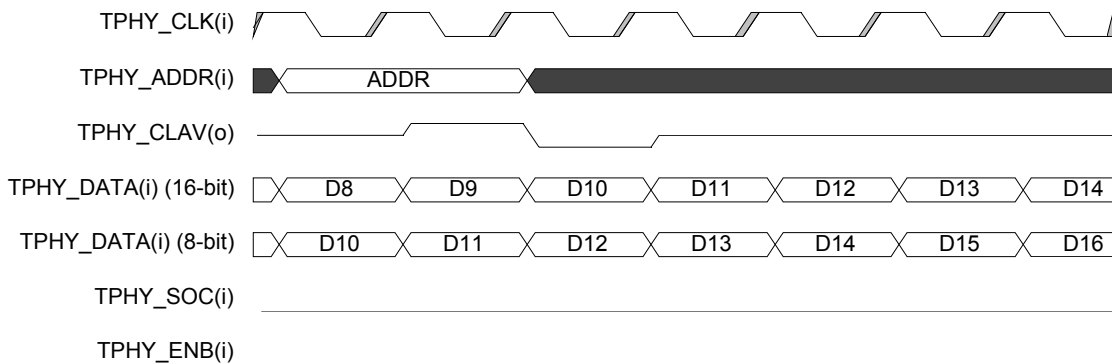 TPHY_CLK(i)
TPHY_ADDR(i) ADDR
TPHY_CLAV(o)
TPHY_DATA(i) (16-bit) D8 D9 D10 D11 D12 D13 D14
TPHY_DATA(i) (8-bit) D10 D11 D12 D13 D14 D15 D16
TPHY_SOC(i)
TPHY_ENB(i)